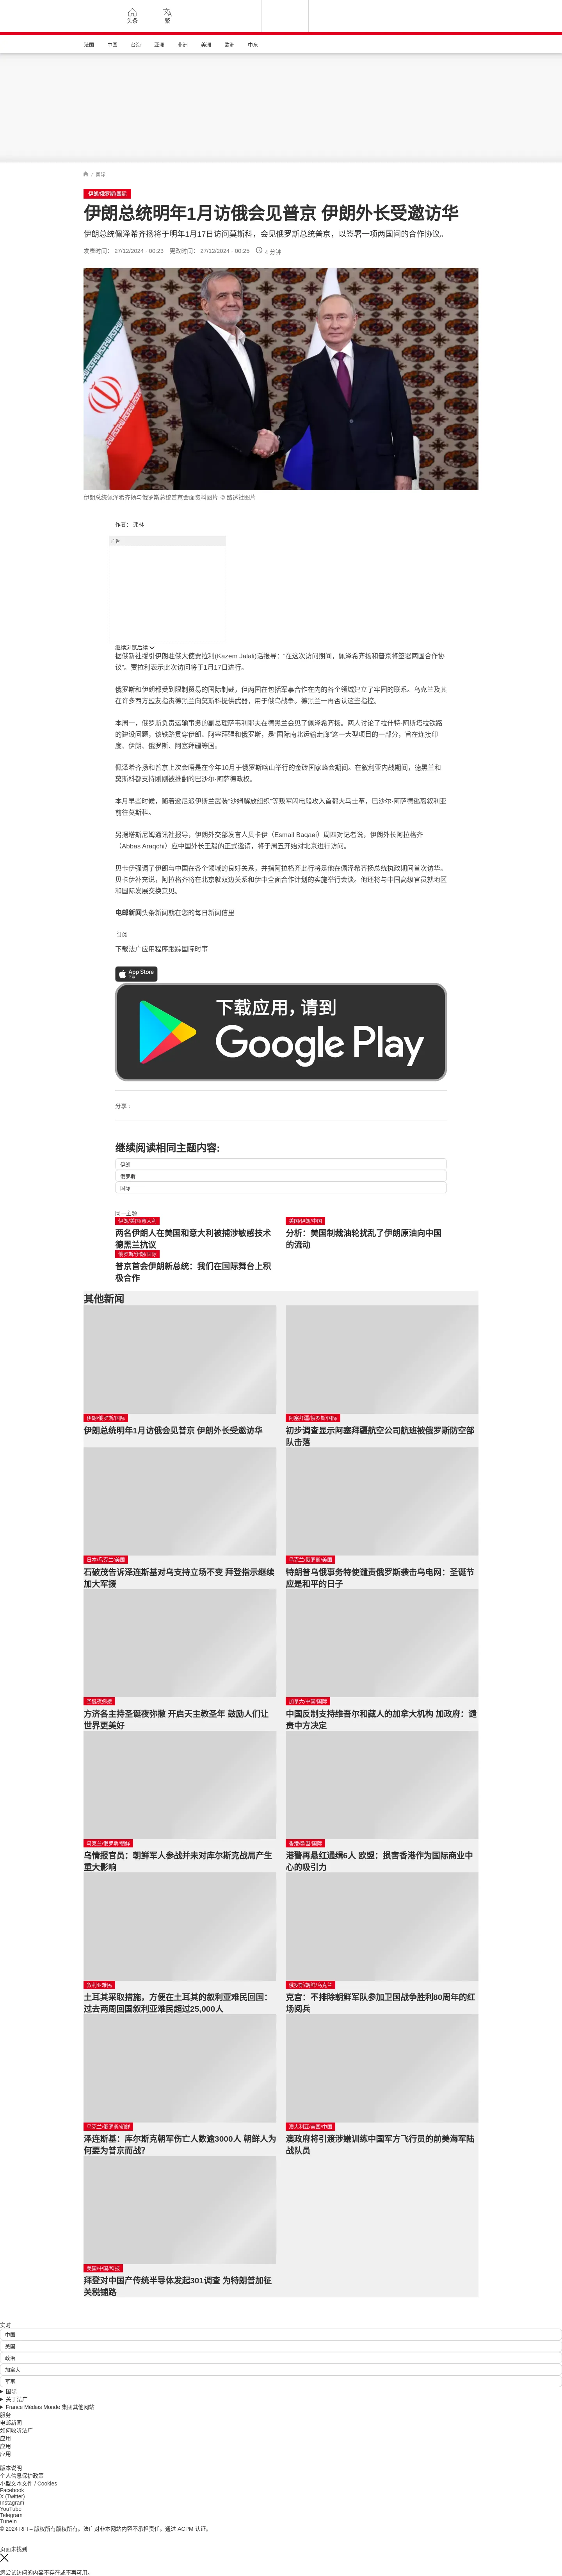 头条
繁
法国 中国 台海 亚洲 非洲 美洲 欧洲 中东
/ 国际
伊朗/俄罗斯/国际
伊朗总统明年1月访俄会见普京 伊朗外长受邀访华
伊朗总统佩泽希齐扬将于明年1月17日访问莫斯科，会见俄罗斯总统普京，以签署一项两国间的合作协议。
发表时间： 27/12/2024 - 00:23 更改时间： 27/12/2024 - 00:25 4 分钟
伊朗总统佩泽希齐扬与俄罗斯总统普京会面资料图片 © 路透社图片
作者： 弗林
广告
继续浏览后续
据俄斯社援引伊朗驻俄大使贾拉利(Kazem Jalali)话报导：“在这次访问期间，佩泽希齐扬和普京将签署两国合作协
议”。贾拉利表示此次访问将于1月17日进行。
俄罗斯和伊朗都受到限制贸易的国际制裁，但两国在包括军事合作在内的各个领域建立了牢固的联系。乌克兰及其
在许多西方盟友指责德黑兰向莫斯科提供武器，用于俄乌战争。德黑兰一再否认这些指控。
本周一，俄罗斯负责运输事务的副总理萨韦利耶夫在德黑兰会见了佩泽希齐扬。两人讨论了拉什特-阿斯塔拉铁路
的建设问题，该铁路贯穿伊朗、阿塞拜疆和俄罗斯，是“国际南北运输走廊”这一大型项目的一部分，旨在连接印
度、伊朗、俄罗斯、阿塞拜疆等国。
佩泽希齐扬和普京上次会晤是在今年10月于俄罗斯喀山举行的金砖国家峰会期间。在叙利亚内战期间，德黑兰和
莫斯科都支持刚刚被推翻的巴沙尔·阿萨德政权。
本月早些时候，随着逊尼派伊斯兰武装“沙姆解放组织”等叛军闪电般攻入首都大马士革，巴沙尔·阿萨德逃离叙利亚
前往莫斯科。
另据塔斯尼姆通讯社报导，伊朗外交部发言人贝卡伊（Esmail Baqaei）周四对记者说，伊朗外长阿拉格齐
（Abbas Araqchi）应中国外长王毅的正式邀请，将于周五开始对北京进行访问。
贝卡伊强调了伊朗与中国在各个领域的良好关系，并指阿拉格齐此行将是他在佩泽希齐扬总统执政期间首次访华。
贝卡伊补充说，阿拉格齐将在北京就双边关系和伊中全面合作计划的实施举行会谈。他还将与中国高级官员就地区
和国际发展交换意见。
电邮新闻头条新闻就在您的每日新闻信里
订阅
下载法广应用程序跟踪国际时事
App Store
下载
下载应用，请到
Google Play
分享 :
继续阅读相同主题内容:
伊朗
俄罗斯
国际
同一主题
伊朗/美国/意大利
两名伊朗人在美国和意大利被捕涉敏感技术
德黑兰抗议
美国/伊朗/中国
分析：美国制裁油轮扰乱了伊朗原油向中国
的流动
俄罗斯/伊朗/国际
普京首会伊朗新总统：我们在国际舞台上积
极合作
其他新闻
伊朗/俄罗斯/国际
伊朗总统明年1月访俄会见普京 伊朗外长受邀访华
阿塞拜疆/俄罗斯/国际
初步调查显示阿塞拜疆航空公司航班被俄罗斯防空部
队击落
日本/乌克兰/美国
石破茂告诉泽连斯基对乌支持立场不变 拜登指示继续
加大军援
乌克兰/俄罗斯/美国
特朗普乌俄事务特使谴责俄罗斯袭击乌电网：圣诞节
应是和平的日子
圣诞夜弥撒
方济各主持圣诞夜弥撒 开启天主教圣年 鼓励人们让
世界更美好
加拿大/中国/国际
中国反制支持维吾尔和藏人的加拿大机构 加政府：谴
责中方决定
乌克兰/俄罗斯/朝鲜
乌情报官员：朝鲜军人参战并未对库尔斯克战局产生
重大影响
香港/欧盟/国际
港警再悬红通缉6人 欧盟：损害香港作为国际商业中
心的吸引力
叙利亚难民
土耳其采取措施，方便在土耳其的叙利亚难民回国：
过去两周回国叙利亚难民超过25,000人
俄罗斯/朝鲜/乌克兰
克宫：不排除朝鲜军队参加卫国战争胜利80周年的红
场阅兵
乌克兰/俄罗斯/朝鲜
泽连斯基：库尔斯克朝军伤亡人数逾3000人 朝鲜人为
何要为普京而战？
澳大利亚/美国/中国
澳政府将引渡涉嫌训练中国军方飞行员的前美海军陆
战队员
美国/中国/科技
拜登对中国产传统半导体发起301调查 为特朗普加征
关税铺路
实时
中国
美国
政治
加拿大
军事
国际
关于法广
France Médias Monde 集团其他网站
服务
电邮新闻
如何收听法广
应用
应用
应用
版本说明
个人信息保护政策
小型文本文件 / Cookies
Facebook
X (Twitter)
Instagram
YouTube
Telegram
TuneIn
© 2024 RFI – 版权所有版权所有。法广对非本网站内容不承担责任。通过 ACPM 认证。
页面未找到
您尝试访问的内容不存在或不再可用。